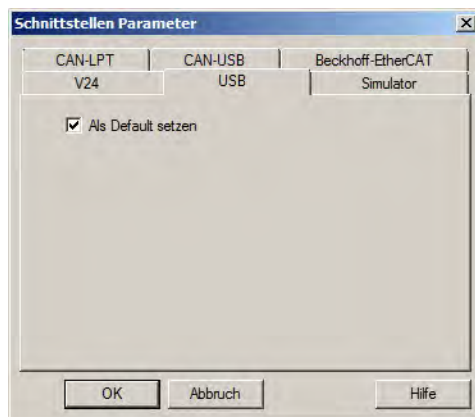 Schnittstellen Parameter
CAN-LPT CAN-USB Beckhoff-EtherCAT
V24 USB Simulator
Als Default setzen
OK Abbruch Hilfe